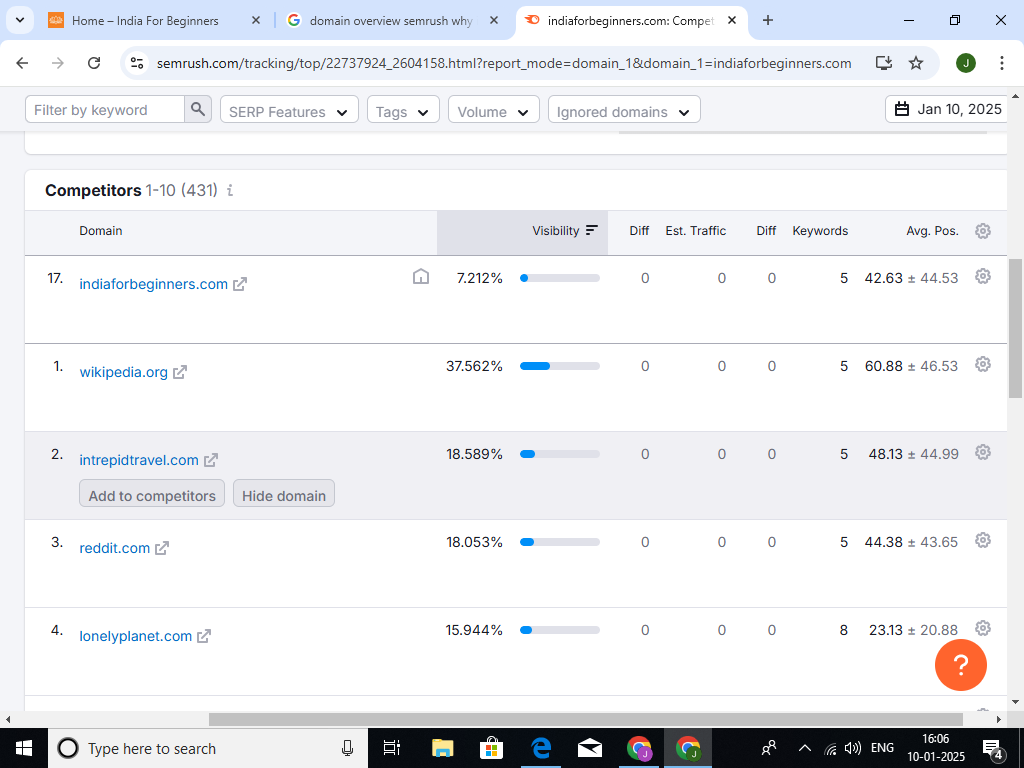 Home – India For Beginners
domain overview semrush why
indiaforbeginners.com: Compet
semrush.com/tracking/top/22737924_2604158.html?report_mode=domain_1&domain_1=indiaforbeginners.com
J
Filter by keyword
SERP Features
Tags
Volume
Ignored domains
Jan 10, 2025
Competitors 1-10 (431) i
Domain Visibility Diff Est. Traffic Diff Keywords Avg. Pos.
17. indiaforbeginners.com 7.212% 0 0 0 5 42.63 ± 44.53
1. wikipedia.org 37.562% 0 0 0 5 60.88 ± 46.53
2. intrepidtravel.com 18.589% 0 0 0 5 48.13 ± 44.99
Add to competitors Hide domain
3. reddit.com 18.053% 0 0 0 5 44.38 ± 43.65
4. lonelyplanet.com 15.944% 0 0 0 8 23.13 ± 20.88
?
Type here to search
J
J
ENG
16:06
10-01-2025
4